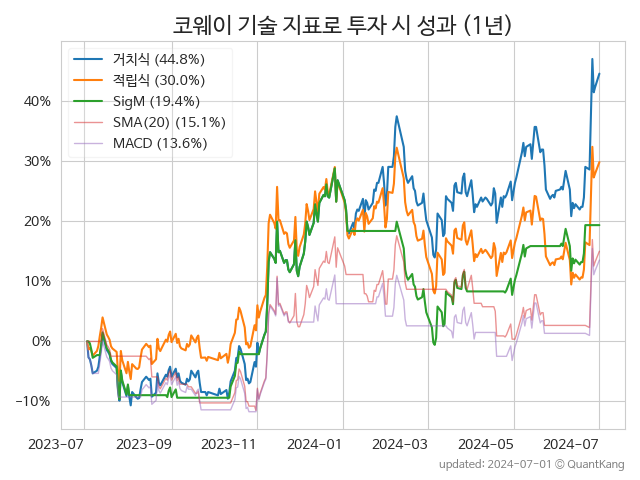 코웨이 기술 지표로 투자 시 성과 (1년)
거치식 (44.8%)
적립식 (30.0%)
SigM (19.4%)
SMA(20) (15.1%)
MACD (13.6%)
40%
30%
20%
10%
0%
−10%
2023-07 2023-09 2023-11 2024-01 2024-03 2024-05 2024-07
updated: 2024-07-01 © QuantKang